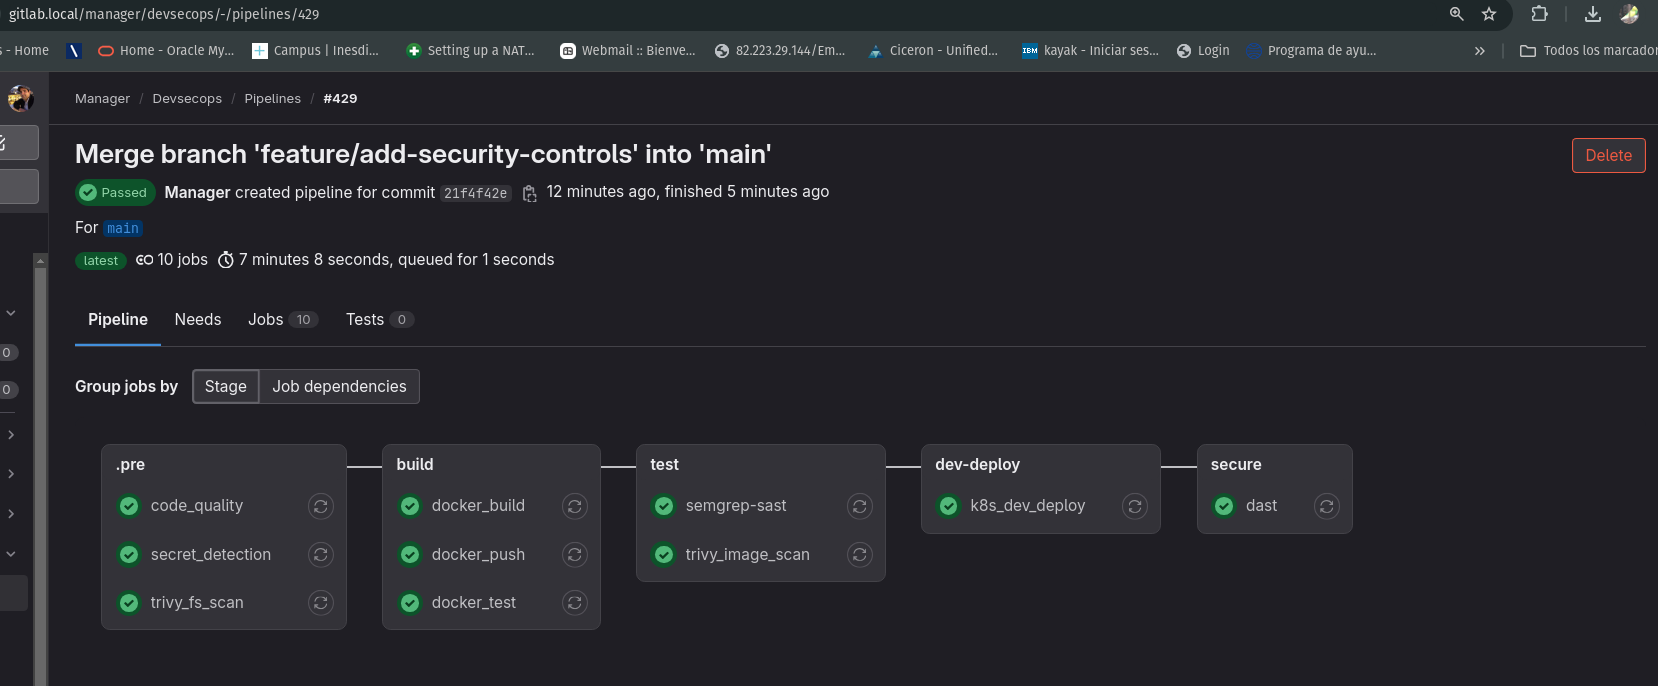 gitlab.local/manager/devsecops/-/pipelines/429
s - Home
Home - Oracle My...
Campus | Inesdi...
Setting up a NAT...
Webmail :: Bienve...
82.223.29.144/Em...
Ciceron - Unified...
IBM kayak - Iniciar ses...
Login
Programa de ayu...
»
Todos los marcador
Manager / Devsecops / Pipelines / #429
Merge branch 'feature/add-security-controls' into 'main'
Delete
Passed Manager created pipeline for commit 21f4f42e 12 minutes ago, finished 5 minutes ago
For main
latest 10 jobs 7 minutes 8 seconds, queued for 1 seconds
Pipeline Needs Jobs 10 Tests 0
0
0
Group jobs by Stage Job dependencies
.pre
code_quality
secret_detection
trivy_fs_scan
build
docker_build
docker_push
docker_test
test
semgrep-sast
trivy_image_scan
dev-deploy
k8s_dev_deploy
secure
dast